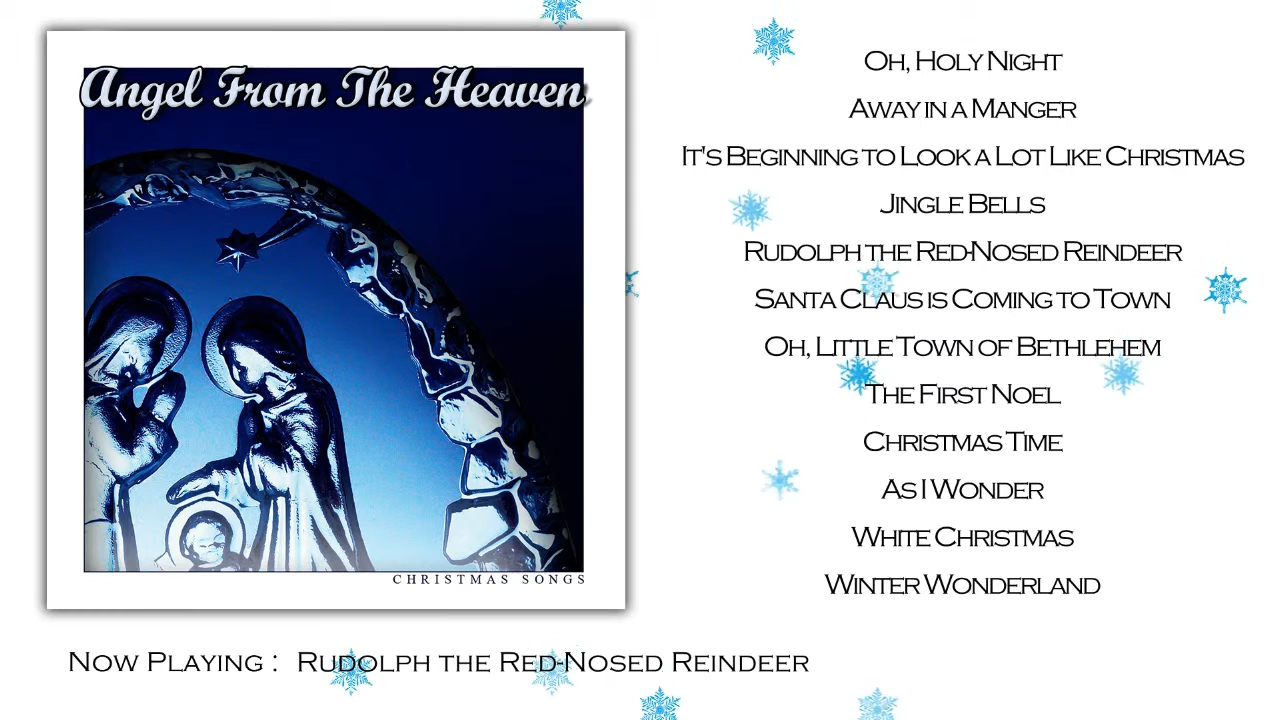 Angel From The Heaven
CHRISTMAS SONGS
Oh, Holy Night
Away in a Manger
It's Beginning to Look a Lot Like Christmas
Jingle Bells
Rudolph the Red-Nosed Reindeer
Santa Claus is Coming to Town
Oh, Little Town of Bethlehem
The First Noel
Christmas Time
As I Wonder
White Christmas
Winter Wonderland
Now Playing : Rudolph the Red-Nosed Reindeer